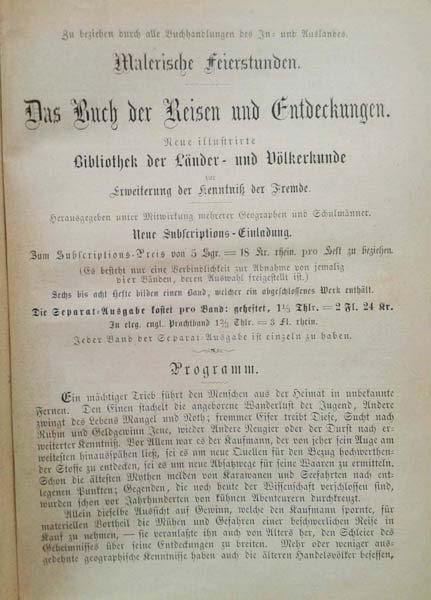 Zu beziehen durch alle Buchhandlungen des In- und Auslandes.
Malerische Feierstunden.
Das Buch der Reisen und Entdeckungen.
Neue illustrirte
Bibliothek der Länder- und Völkerkunde
zur
Erweiterung der Kenntniß der Fremde.
Herausgegeben unter Mitwirkung mehrerer Geographen und Schulmänner.
Neue Subscriptions-Einladung.
Zum Subscriptions-Preis von 5 Sgr. = 18 Kr. rhein. pro Heft zu beziehen.
(Es besteht nur eine Verbindlichkeit zur Abnahme von jemalig
vier Bänden, deren Auswahl freigestellt ist.)
Sechs bis acht Hefte bilden einen Band, welcher ein abgeschlossenes Werk enthält.
Die Separat-Ausgabe kostet pro Band: geheftet, 1⅓ Thlr. = 2 Fl. 24 Kr.
In eleg. engl. Prachtband 1⅔ Thlr. = 3 Fl. rhein.
Jeder Band der Separat-Ausgabe ist einzeln zu haben.
Programm.
Ein mächtiger Trieb führt den Menschen aus der Heimat in unbekannte
Fernen. Den Einen stachelt die angeborene Wanderlust der Jugend, Andere
zwingt des Lebens Mangel und Noth; frommer Eifer treibt Diese, Sucht nach
Ruhm und Geldgewinn Jene, wieder Andere Neugier oder der Durst nach er-
weiterter Kenntniß. Vor Allen war es der Kaufmann, der von jeher sein Auge am
weitesten hinausspähen ließ, sei es um neue Quellen für den Bezug hochwerthen-
der Stoffe zu entdecken, sei es um neue Absatzwege für seine Waaren zu ermitteln.
Schon die ältesten Mythen melden von Karawanen und Seefahrten nach ent-
legenen Punkten; Gegenden, die noch heute der Wissenschaft verschlossen sind,
wurden schon vor Jahrhunderten von kühnen Abenteurern durchkreuzt.
Allein dieselbe Aussicht auf Gewinn, welche den Kaufmann spornte, für
materiellen Vortheil die Mühen und Gefahren einer beschwerlichen Reise in
Kauf zu nehmen, — sie veranlaßte ihn auch von Alters her, den Schleier des
Geheimnisses über seine Entdeckungen zu breiten. Mehr oder weniger aus-
gedehnte geographische Kenntnisse haben auch die älteren Handelsvölker besessen,